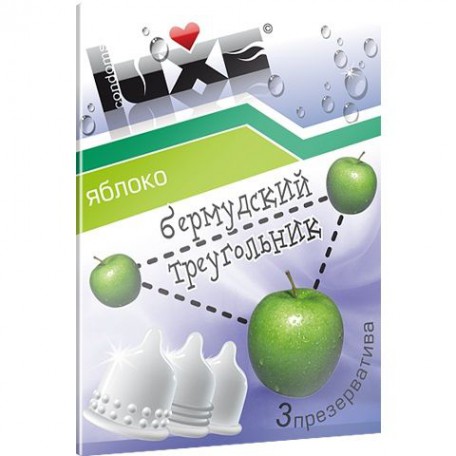 condoms
luxe ©
яблоко
бермудский
треугольник
3 презерватива